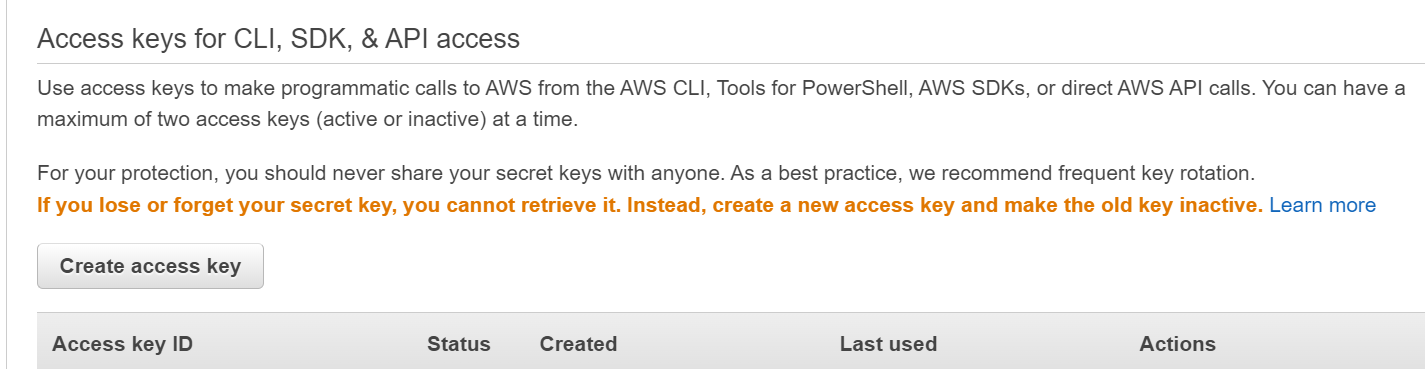 Access keys for CLI, SDK, & API access
Use access keys to make programmatic calls to AWS from the AWS CLI, Tools for PowerShell, AWS SDKs, or direct AWS API calls. You can have a
maximum of two access keys (active or inactive) at a time.
For your protection, you should never share your secret keys with anyone. As a best practice, we recommend frequent key rotation.
If you lose or forget your secret key, you cannot retrieve it. Instead, create a new access key and make the old key inactive. Learn more
Create access key
Access key ID Status Created Last used Actions